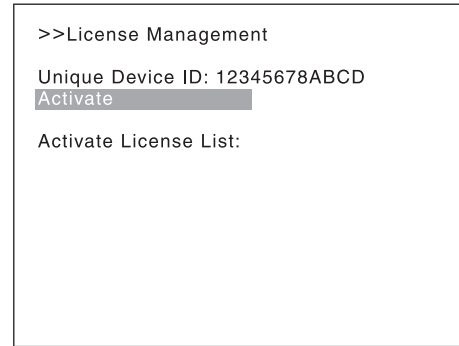 >>License Management
Unique Device ID: 12345678ABCD
Activate
Activate License List: